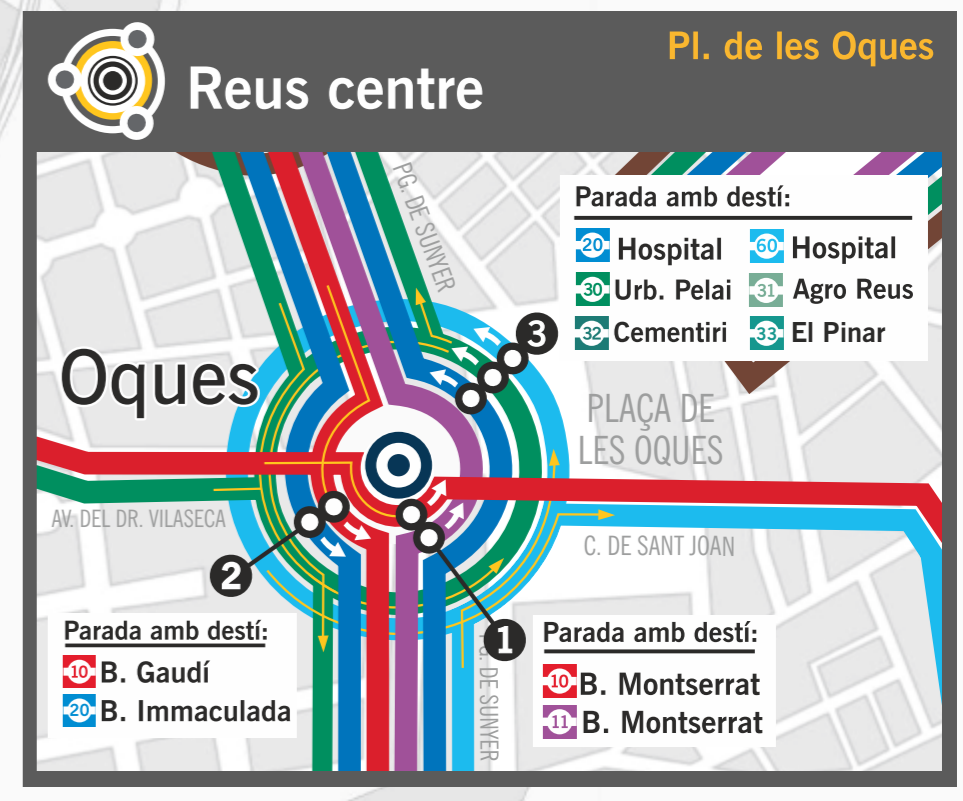 Pl. de les Oques
Reus centre
PG. DE SUNYER
Parada amb destí:
20 Hospital
60 Hospital
30 Urb. Pelai
31 Agro Reus
32 Cementiri
33 El Pinar
3
Oques
PLAÇA DE
LES OQUES
AV. DEL DR. VILASECA
C. DE SANT JOAN
2
1
DE SUNYER
Parada amb destí:
10 B. Gaudí
20 B. Immaculada
Parada amb destí:
10 B. Montserrat
11 B. Montserrat